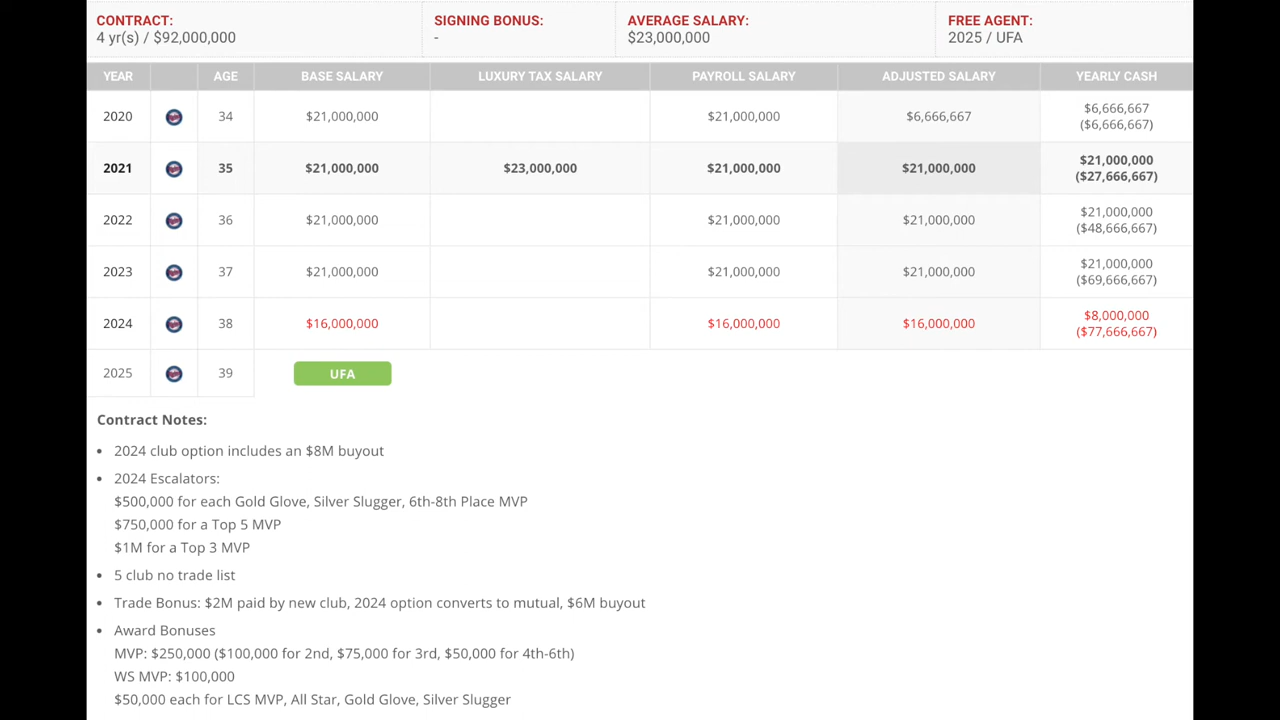 CONTRACT: SIGNING BONUS: AVERAGE SALARY: FREE AGENT:
4 yr(s) / $92,000,000 - $23,000,000 2025 / UFA
YEAR AGE BASE SALARY LUXURY TAX SALARY PAYROLL SALARY ADJUSTED SALARY YEARLY CASH
2020 34 $21,000,000 $21,000,000 $6,666,667 $6,666,667
($6,666,667)
2021 35 $21,000,000 $23,000,000 $21,000,000 $21,000,000 $21,000,000
($27,666,667)
2022 36 $21,000,000 $21,000,000 $21,000,000 $21,000,000
($48,666,667)
2023 37 $21,000,000 $21,000,000 $21,000,000 $21,000,000
($69,666,667)
2024 38 $16,000,000 $16,000,000 $16,000,000 $8,000,000
($77,666,667)
2025 39 UFA
Contract Notes:
• 2024 club option includes an $8M buyout
• 2024 Escalators:
$500,000 for each Gold Glove, Silver Slugger, 6th-8th Place MVP
$750,000 for a Top 5 MVP
$1M for a Top 3 MVP
• 5 club no trade list
• Trade Bonus: $2M paid by new club, 2024 option converts to mutual, $6M buyout
• Award Bonuses
MVP: $250,000 ($100,000 for 2nd, $75,000 for 3rd, $50,000 for 4th-6th)
WS MVP: $100,000
$50,000 each for LCS MVP, All Star, Gold Glove, Silver Slugger